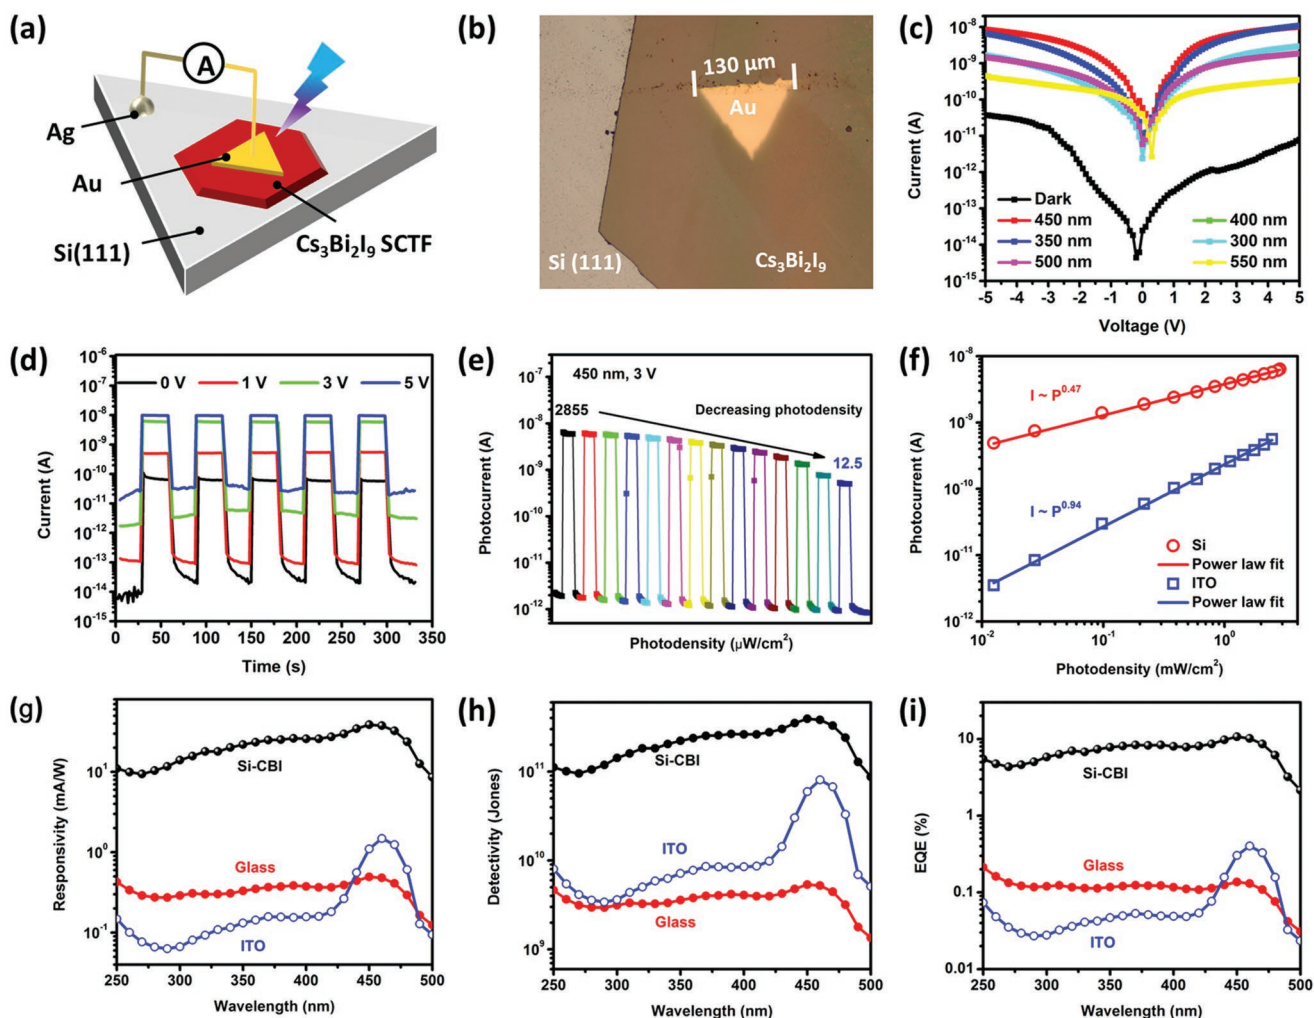 (a)
A
Ag
Au
Si(111)
Cs₃Bi₂I₉ SCTF
(b)
130 μm
Au
Si (111)
Cs₃Bi₂I₉
(c)
Current (A)
10⁻⁸
10⁻⁹
10⁻¹⁰
10⁻¹¹
10⁻¹²
10⁻¹³
10⁻¹⁴
10⁻¹⁵
Dark
450 nm
400 nm
350 nm
300 nm
500 nm
550 nm
-5 -4 -3 -2 -1 0 1 2 3 4 5
Voltage (V)
(d)
Current (A)
10⁻⁶
10⁻⁷
10⁻⁸
10⁻⁹
10⁻¹⁰
10⁻¹¹
10⁻¹²
10⁻¹³
10⁻¹⁴
10⁻¹⁵
0 V 1 V 3 V 5 V
0 50 100 150 200 250 300 350
Time (s)
(e)
Photocurrent (A)
10⁻⁷
10⁻⁸
10⁻⁹
10⁻¹⁰
10⁻¹¹
10⁻¹²
450 nm, 3 V
2855
Decreasing photodensity
12.5
Photodensity (μW/cm²)
(f)
Photocurrent (A)
10⁻⁸
10⁻⁹
10⁻¹⁰
10⁻¹¹
10⁻¹²
I ~ P^0.47
I ~ P^0.94
Si
Power law fit
ITO
Power law fit
10⁻² 10⁻¹ 10⁰
Photodensity (mW/cm²)
(g)
Responsivity (mA/W)
10¹
10⁰
10⁻¹
Si-CBI
Glass
ITO
250 300 350 400 450 500
Wavelength (nm)
(h)
Detectivity (Jones)
10¹¹
10¹⁰
10⁹
Si-CBI
ITO
Glass
250 300 350 400 450 500
Wavelength (nm)
(i)
EQE (%)
100
10
1
0.1
0.01
Si-CBI
Glass
ITO
250 300 350 400 450 500
Wavelength (nm)